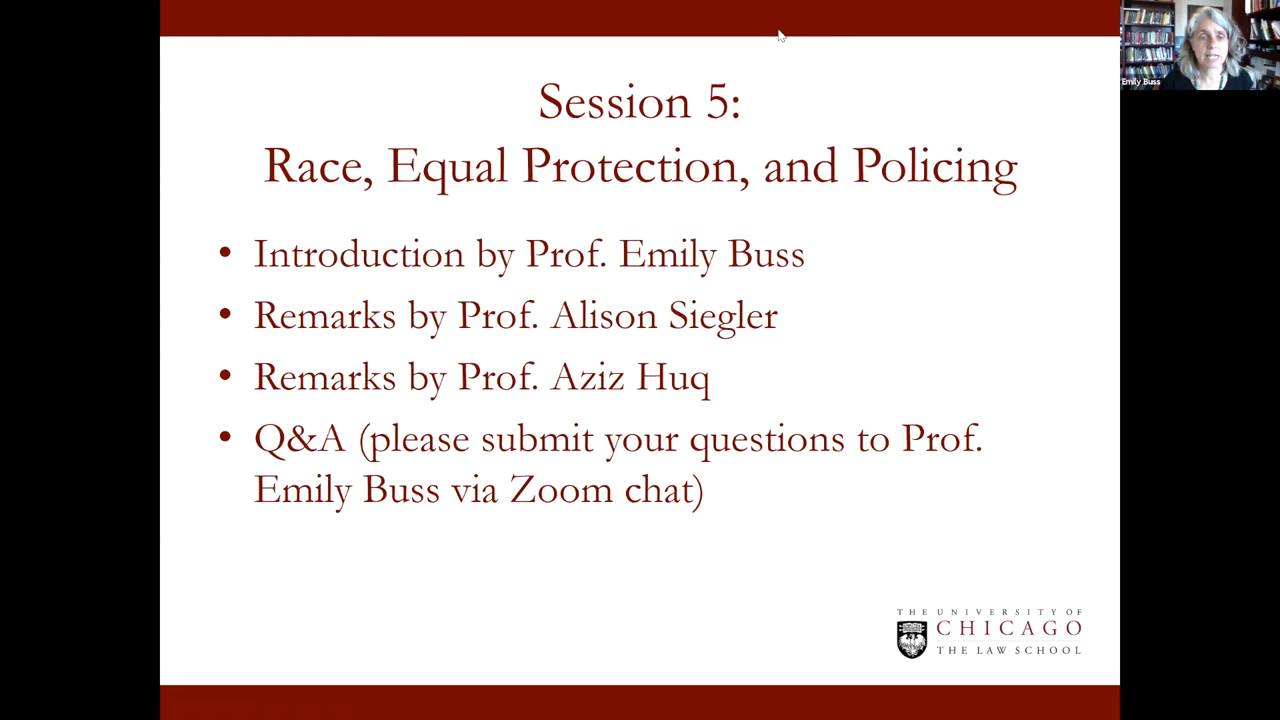 Emily Buss
Session 5:
Race, Equal Protection, and Policing
• Introduction by Prof. Emily Buss
• Remarks by Prof. Alison Siegler
• Remarks by Prof. Aziz Huq
• Q&A (please submit your questions to Prof.
Emily Buss via Zoom chat)
THE UNIVERSITY OF
CHICAGO
THE LAW SCHOOL